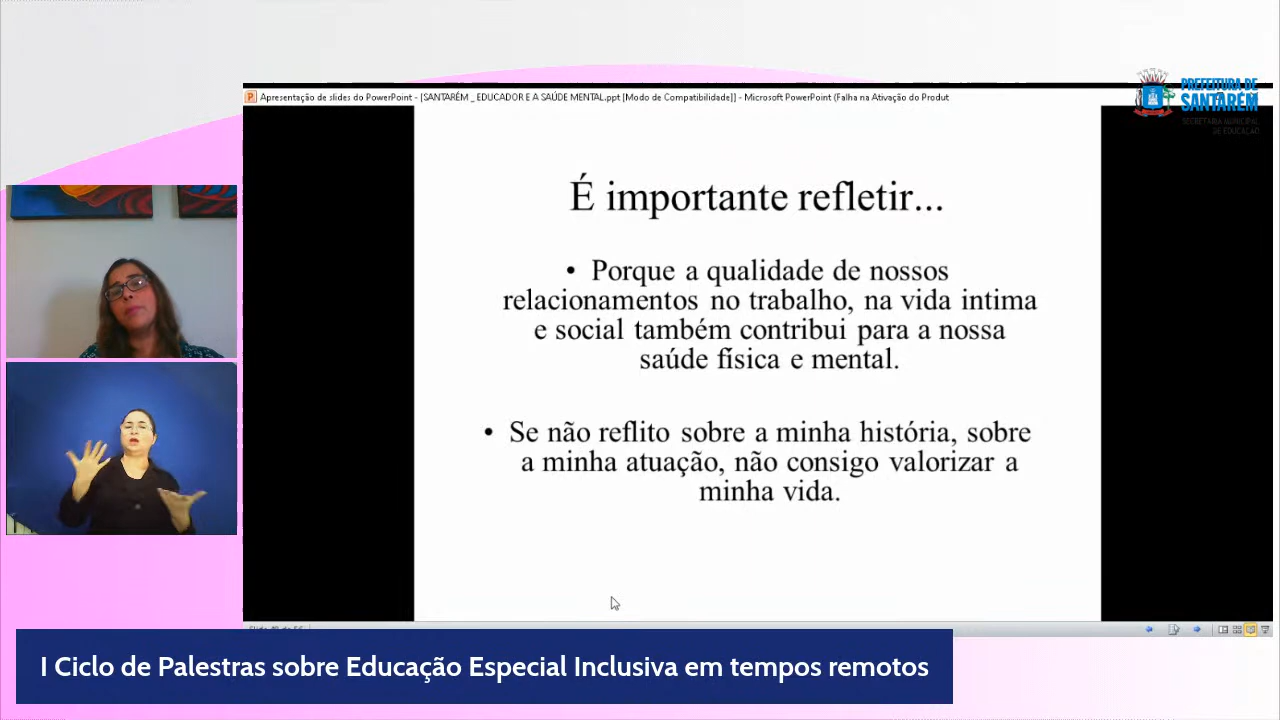 Apresentação de slides do PowerPoint - [SANTARÉM _ EDUCADOR E A SAÚDE MENTAL.ppt [Modo de Compatibilidade]] - Microsoft PowerPoint (Falha na Ativação do Produt
PREFEITURA DE
SANTARÉM
SECRETARIA MUNICIPAL
DE EDUCAÇÃO
É importante refletir...
• Porque a qualidade de nossos
relacionamentos no trabalho, na vida intima
e social também contribui para a nossa
saúde física e mental.
• Se não reflito sobre a minha história, sobre
a minha atuação, não consigo valorizar a
minha vida.
I Ciclo de Palestras sobre Educação Especial Inclusiva em tempos remotos